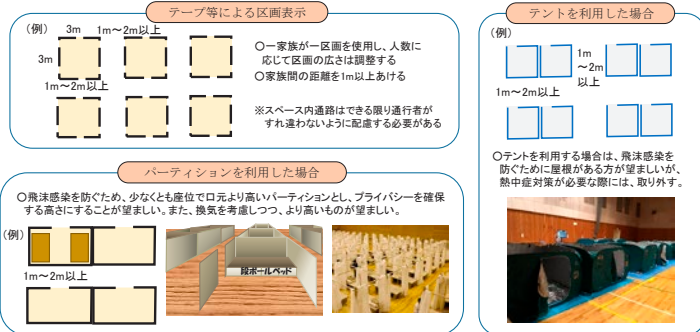 テープ等による区画表示
(例)
3m
1m～2m以上
3m
1m～2m以上
○一家族が一区画を使用し、人数に
応じて区画の広さは調整する
○家族間の距離を1m以上あける
※スペース内通路はできる限り通行者が
すれ違わないように配慮する必要がある
パーティションを利用した場合
○飛沫感染を防ぐため、少なくとも座位で口元より高いパーティションとし、プライバシーを確保
する高さにすることが望ましい。また、換気を考慮しつつ、より高いものが望ましい。
(例)
1m～2m以上
段ボールベッド
テントを利用した場合
(例)
1m
～2m
以上
1m～2m以上
○テントを利用する場合は、飛沫感染を
防ぐために屋根がある方が望ましいが、
熱中症対策が必要な際には、取り外す。